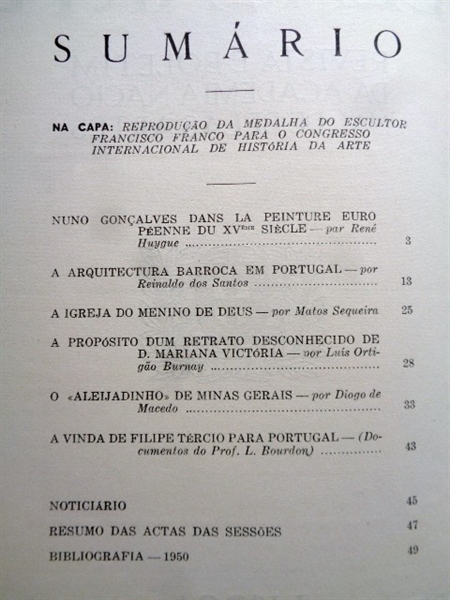 SUMÁRIO
NA CAPA: REPRODUÇÃO DA MEDALHA DO ESCULTOR
FRANCISCO FRANCO PARA O CONGRESSO
INTERNACIONAL DE HISTÓRIA DA ARTE
NUNO GONÇALVES DANS LA PEINTURE EURO
PÉENNE DU XVème SIÈCLE — par René
Huygue ........................ 3
A ARQUITECTURA BARROCA EM PORTUGAL — por
Reinaldo dos Santos ........................ 13
A IGREJA DO MENINO DE DEUS — por Matos Sequeira 25
A PROPÓSITO DUM RETRATO DESCONHECIDO DE
D. MARIANA VICTÓRIA — por Luís Orti-
gão Burnay ........................ 28
O «ALEIJADINHO» DE MINAS GERAIS — por Diogo de
Macedo ........................ 33
A VINDA DE FILIPE TÉRCIO PARA PORTUGAL — (Do-
cumentos do Prof. L. Bourdon) ............... 43
NOTICIÁRIO 45
RESUMO DAS ACTAS DAS SESSÕES 47
BIBLIOGRAFIA — 1950 49